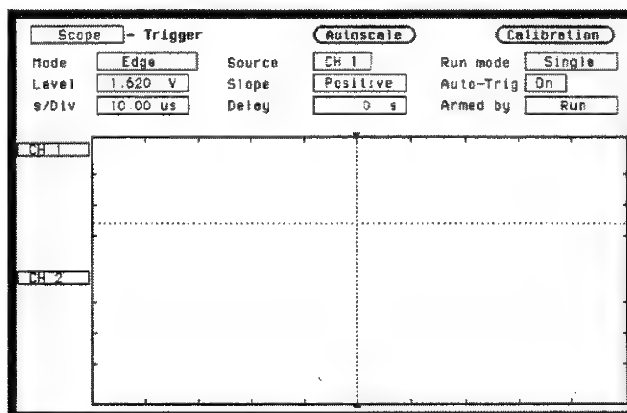 Scope - Trigger Autoscale Calibration
Mode Edge Source CH 1 Run mode Single
Level 1.620 V Slope Positive Auto-Trig On
s/Div 10.00 us Delay 0 s Armed by Run
CH 1
CH 2